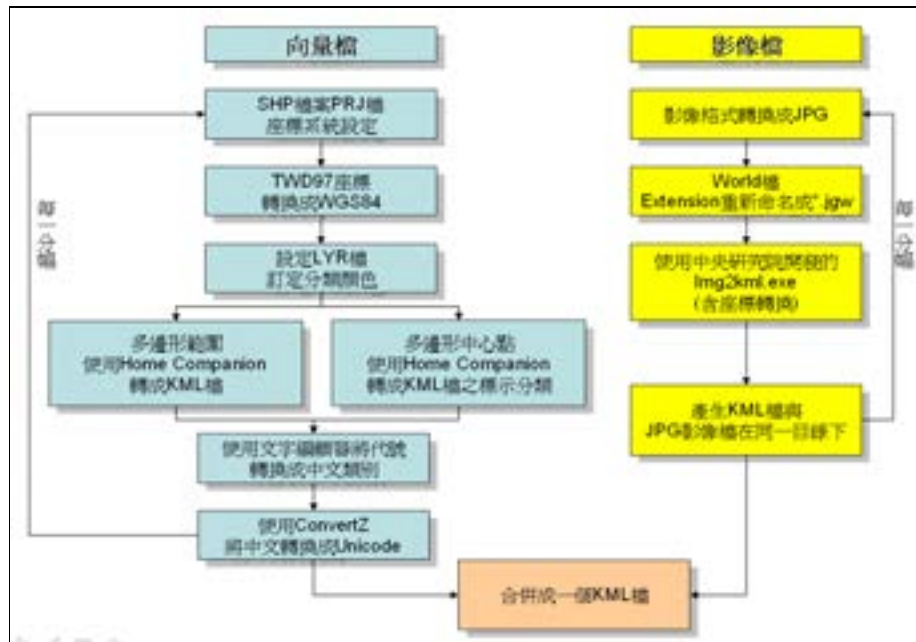 向量檔
SHP檔案PRJ檔
座標系統設定
TWD97座標
轉換成WGS84
設定LYR檔
訂定分類顏色
多邊形範圍
使用Home Companion
轉成KML檔
多邊形中心點
使用Home Companion
轉成KML檔之標示分類
使用文字編輯器將代號
轉換成中文類別
使用ConvertZ
將中文轉換成Unicode
每一分幅
影像檔
影像格式轉換成JPG
World檔
Extension重新命名成*.jgw
使用中央研究院開發的
Img2kml.exe
(含座標轉換)
產生KML檔與
JPG影像檔在同一目錄下
每一分幅
合併成一個KML檔